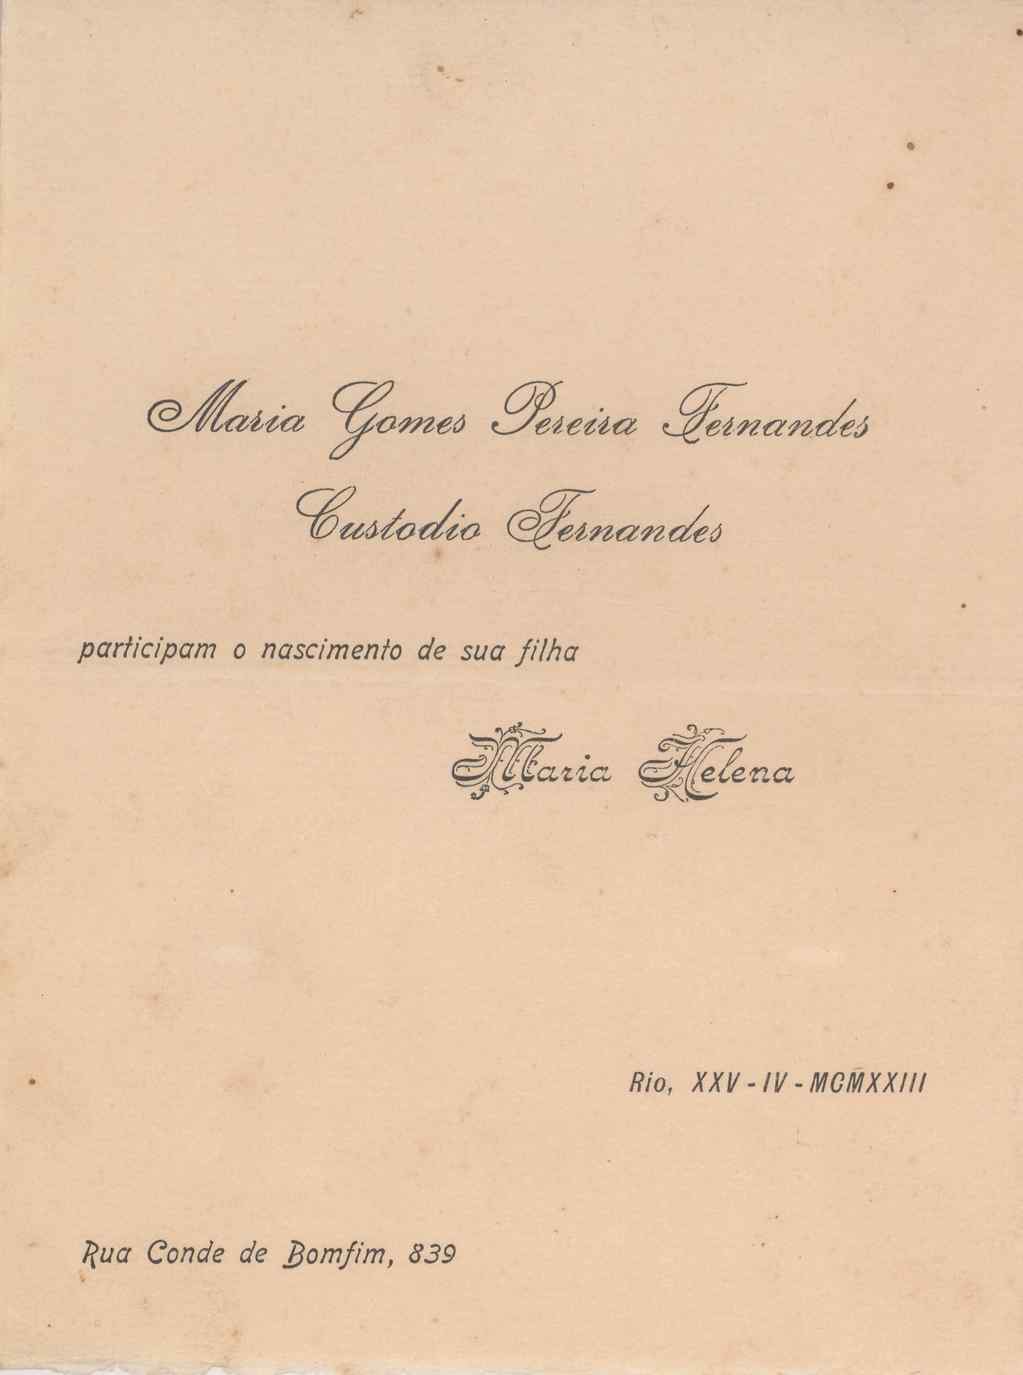 Maria Gomes Pereira Fernandes
Custodio Fernandes
participam o nascimento de sua filha
Maria Helena
Rio, XXV - IV - MCMXXIII
Rua Conde de Bomfim, 839